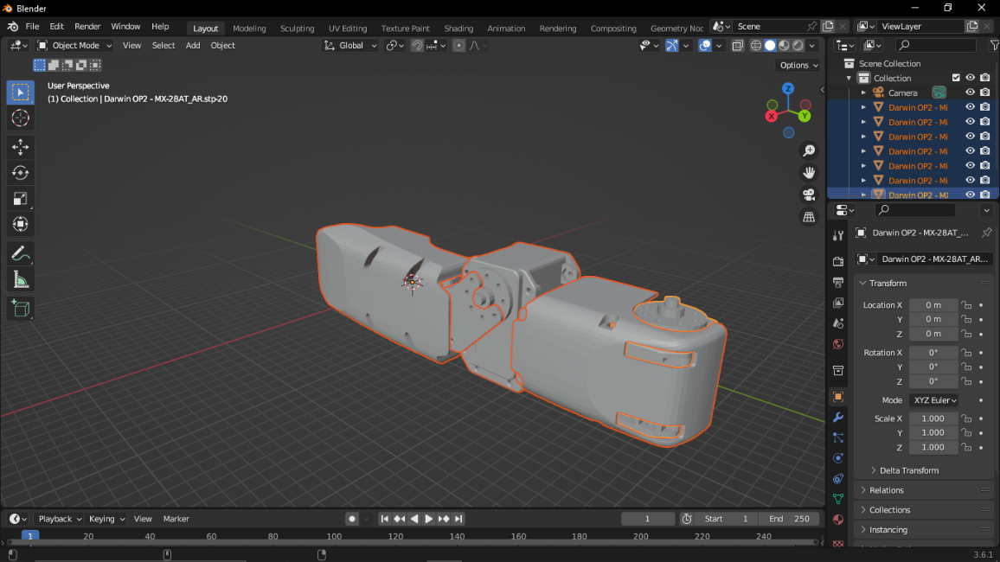 Blender
File Edit Render Window Help Layout Modeling Sculpting UV Editing Texture Paint Shading Animation Rendering Compositing Geometry Noc Scene ViewLayer
Object Mode View Select Add Object Global
Options
User Perspective
(1) Collection | Darwin OP2 - MX-28AT_AR.stp-20
Z
X
Y
Scene Collection
Collection
Camera
Darwin OP2 - Mi
Darwin OP2 - Mi
Darwin OP2 - Mi
Darwin OP2 - Mi
Darwin OP2 - Mi
Darwin OP2 - Mi
Darwin OP2 - M
Darwin OP2 - MX-28AT_...
Darwin OP2 - MX-28AT_AR...
Transform
Location X 0 m
Y 0 m
Z 0 m
Rotation X 0°
Y 0°
Z 0°
Mode XYZ Euler
Scale X 1.000
Y 1.000
Z 1.000
Delta Transform
Relations
Collections
Instancing
Playback Keying View Marker 1 Start 1 End 250
1 20 40 60 80 100 120 140 160 180 200 220 240
3.6.1